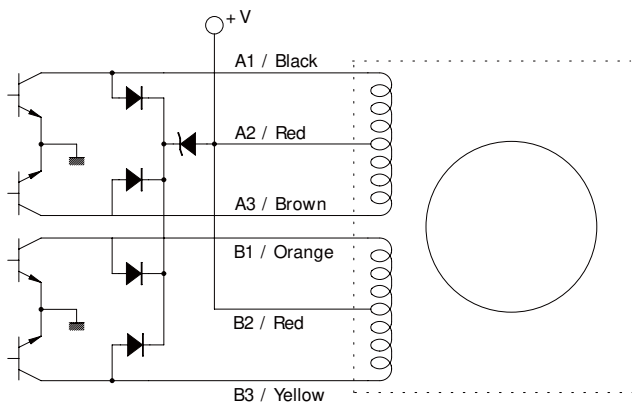 + V
A1 / Black
A2 / Red
A3 / Brown
B1 / Orange
B2 / Red
B3 / Yellow